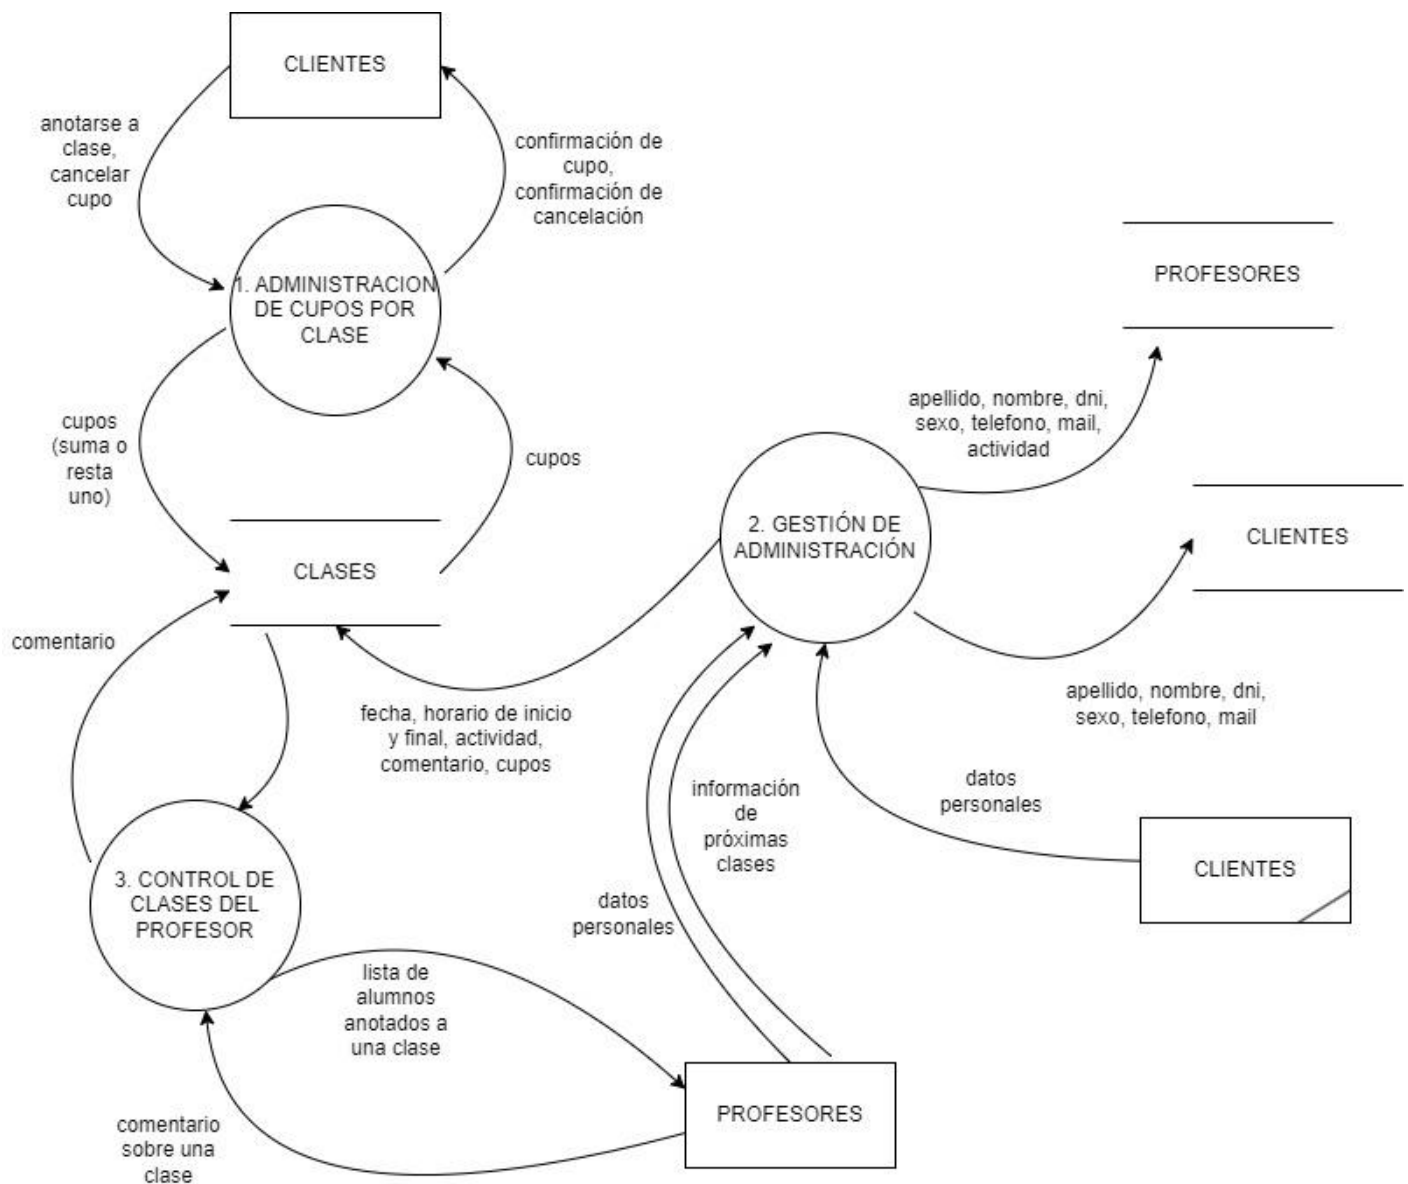 CLIENTES
anotarse a
clase,
cancelar
cupo
confirmación de
cupo,
confirmación de
cancelación
1. ADMINISTRACION
DE CUPOS POR
CLASE
PROFESORES
apellido, nombre, dni,
sexo, telefono, mail,
actividad
cupos
(suma o
resta
uno)
cupos
2. GESTIÓN DE
ADMINISTRACIÓN
CLIENTES
CLASES
comentario
apellido, nombre, dni,
sexo, telefono, mail
fecha, horario de inicio
y final, actividad,
comentario, cupos
información
de
próximas
clases
datos
personales
CLIENTES
3. CONTROL DE
CLASES DEL
PROFESOR
datos
personales
lista de
alumnos
anotados a
una clase
PROFESORES
comentario
sobre una
clase